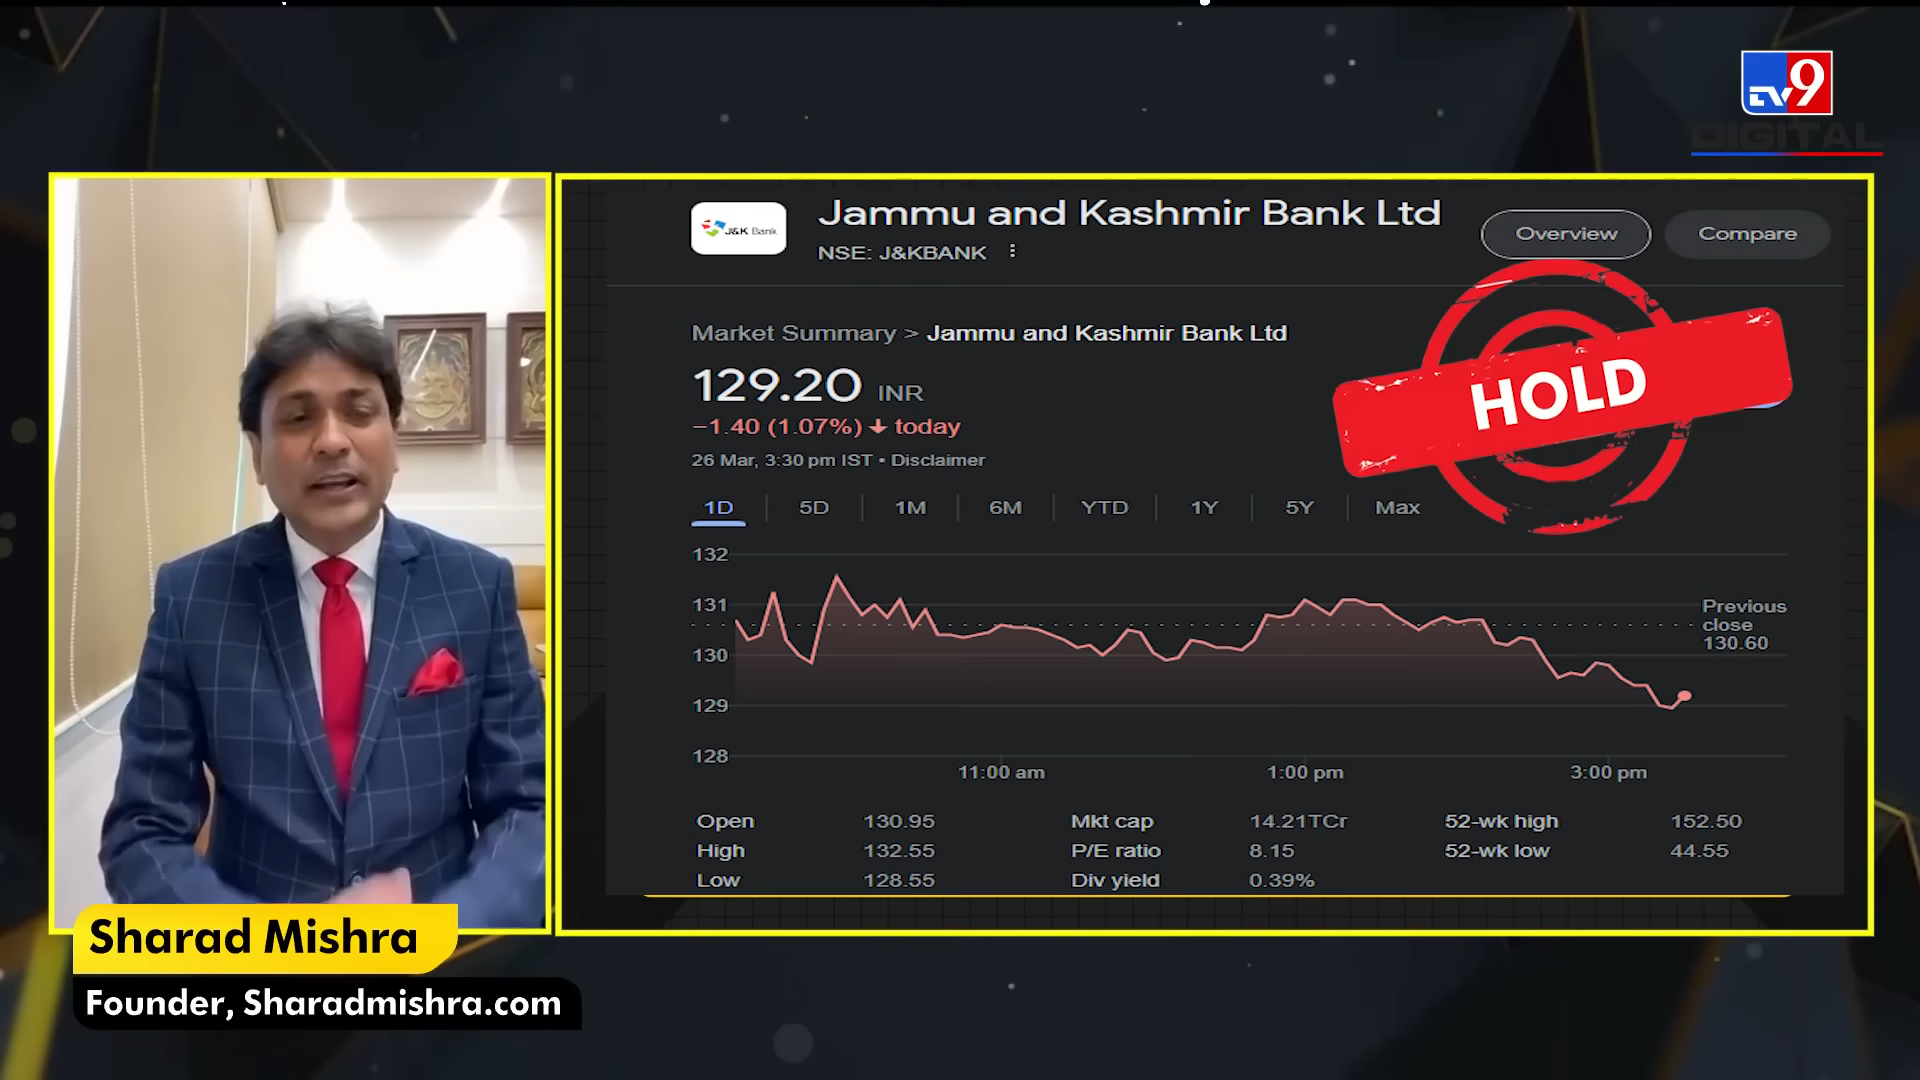 TV9
DIGITAL
J&K Bank
Jammu and Kashmir Bank Ltd
NSE: J&KBANK
Overview
Compare
Market Summary > Jammu and Kashmir Bank Ltd
HOLD
129.20 INR
−1.40 (1.07%) ↓ today
26 Mar, 3:30 pm IST • Disclaimer
1D 5D 1M 6M YTD 1Y 5Y Max
132
131
130
129
128
Previous
close
130.60
11:00 am 1:00 pm 3:00 pm
Open 130.95 Mkt cap 14.21TCr 52-wk high 152.50
High 132.55 P/E ratio 8.15 52-wk low 44.55
Low 128.55 Div yield 0.39%
Sharad Mishra
Founder, Sharadmishra.com